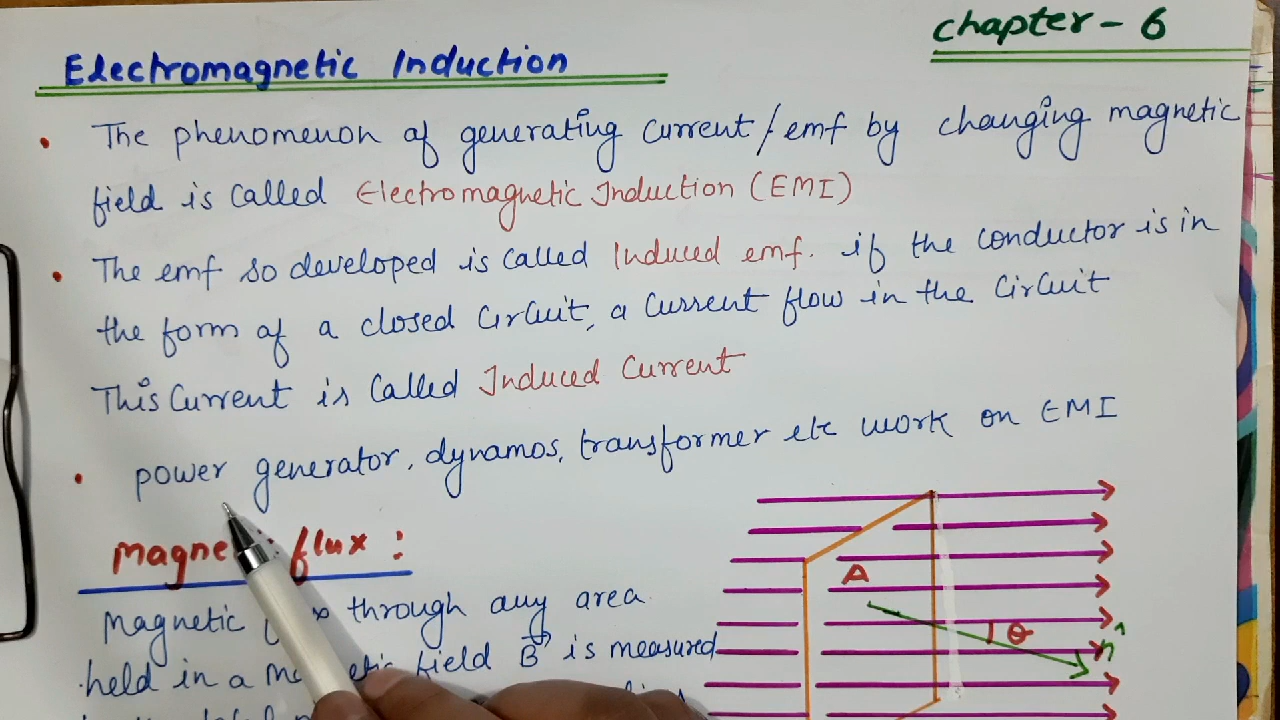 Chapter - 6
Electromagnetic Induction
• The phenomenon of generating current/emf by changing magnetic
field is called Electromagnetic Induction (EMI)
• The emf so developed is called Induced emf. if the conductor is in
the form of a closed circuit, a current flow in the circuit
This current is called Induced Current
• power generator, dynamos, transformer etc work on EMI
Magne flux :
Magnetic through any area
held in a field B⃗ is measured
A
θ
n̂